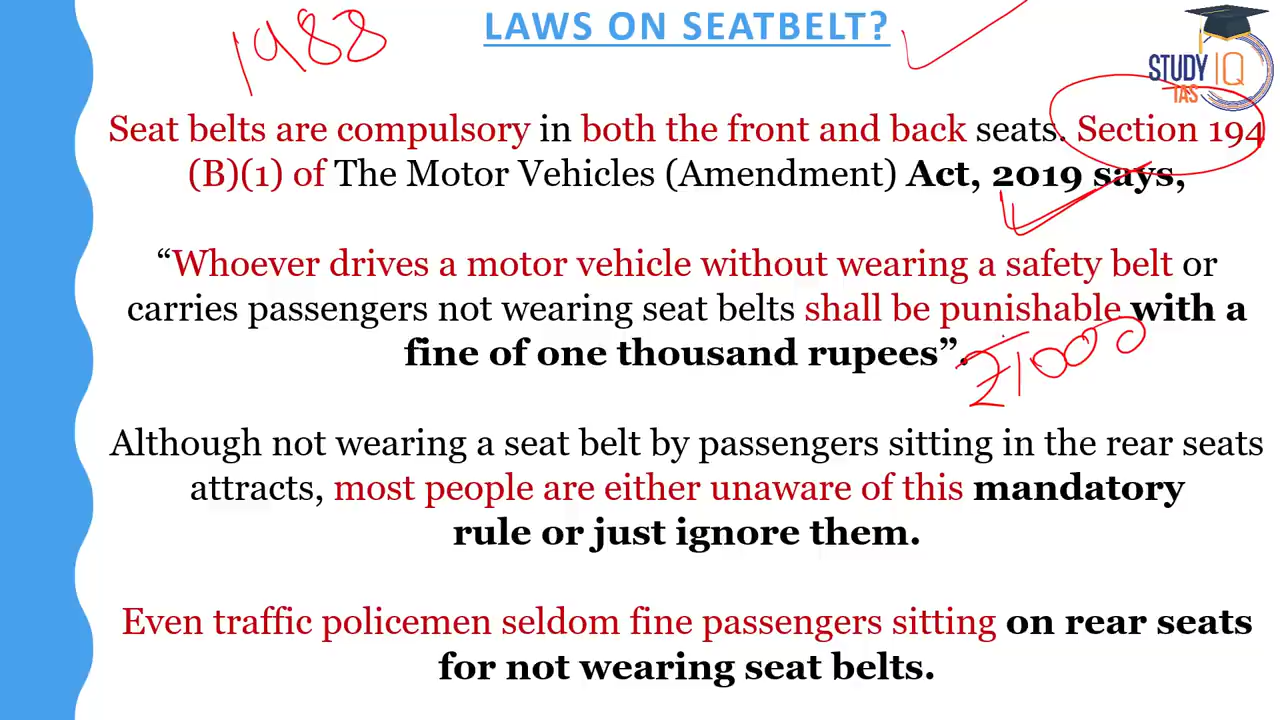 1988
LAWS ON SEATBELT?
STUDY IQ
IAS
Seat belts are compulsory in both the front and back seats. Section 194
(B)(1) of The Motor Vehicles (Amendment) Act, 2019 says,
“Whoever drives a motor vehicle without wearing a safety belt or
carries passengers not wearing seat belts shall be punishable with a
fine of one thousand rupees”.
₹1000
Although not wearing a seat belt by passengers sitting in the rear seats
attracts, most people are either unaware of this mandatory
rule or just ignore them.
Even traffic policemen seldom fine passengers sitting on rear seats
for not wearing seat belts.